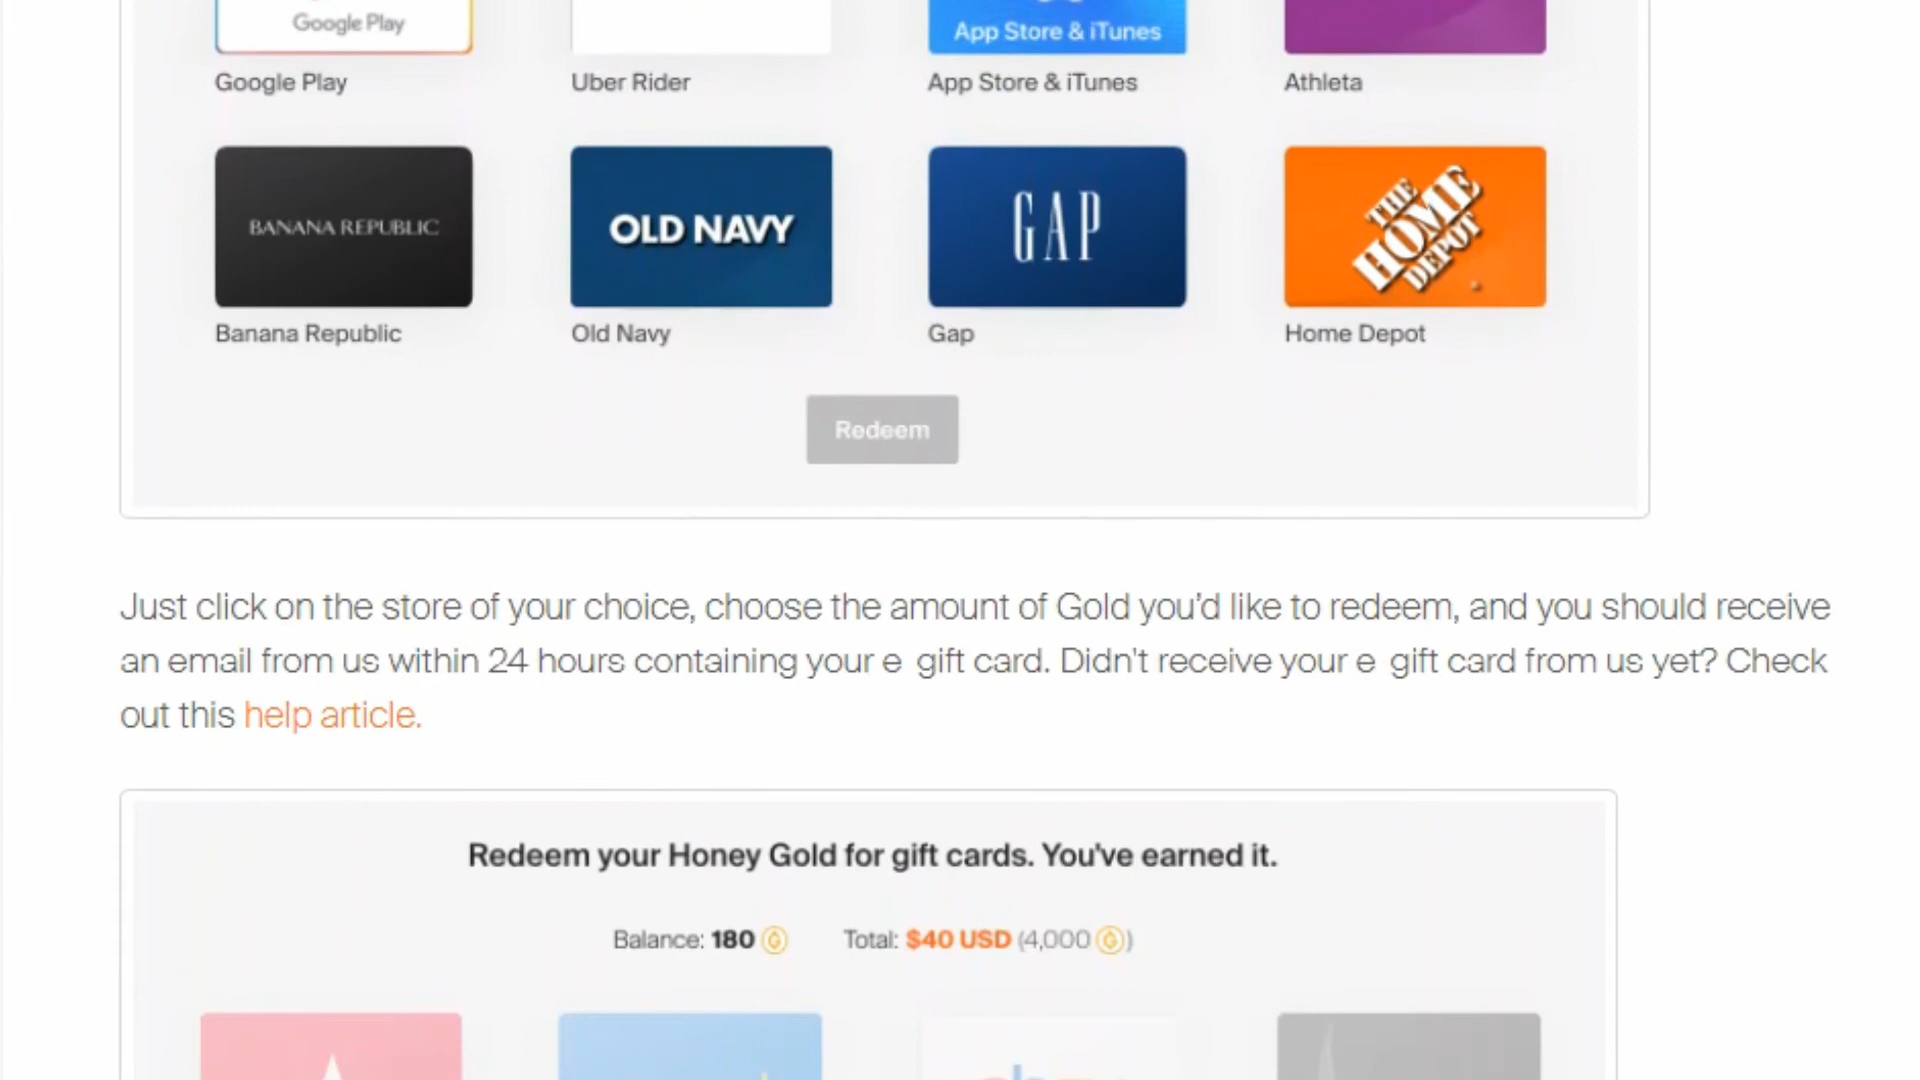 Google Play
App Store & iTunes
Google Play
Uber Rider
App Store & iTunes
Athleta
BANANA REPUBLIC
OLD NAVY
GAP
THE
HOME
DEPOT
Banana Republic
Old Navy
Gap
Home Depot
Redeem
Just click on the store of your choice, choose the amount of Gold you'd like to redeem, and you should receive
an email from us within 24 hours containing your e gift card. Didn't receive your e gift card from us yet? Check
out this help article.
Redeem your Honey Gold for gift cards. You've earned it.
Balance: 180
Total: $40 USD (4,000 )